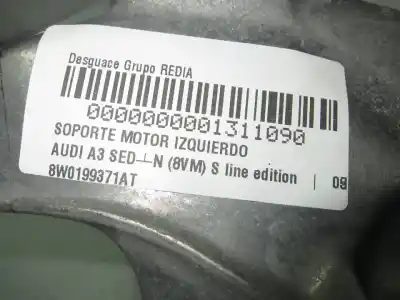 Desguace Grupo REDIA
0000000001311090
SOPORTE MOTOR IZQUIERDO
AUDI A3 SED┴N (8VM) S line edition | 09
8W0199371AT